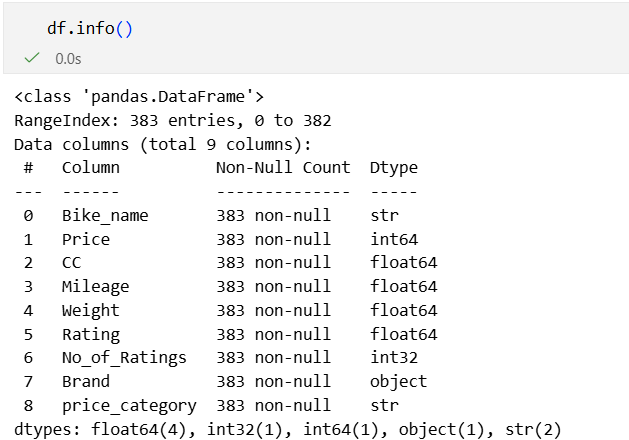 df.info()
0.0s
<class 'pandas.DataFrame'>
RangeIndex: 383 entries, 0 to 382
Data columns (total 9 columns):
 #   Column          Non-Null Count  Dtype
---  ------          --------------  -----
 0   Bike_name       383 non-null    str
 1   Price           383 non-null    int64
 2   CC              383 non-null    float64
 3   Mileage         383 non-null    float64
 4   Weight          383 non-null    float64
 5   Rating          383 non-null    float64
 6   No_of_Ratings   383 non-null    int32
 7   Brand           383 non-null    object
 8   price_category  383 non-null    str
dtypes: float64(4), int32(1), int64(1), object(1), str(2)